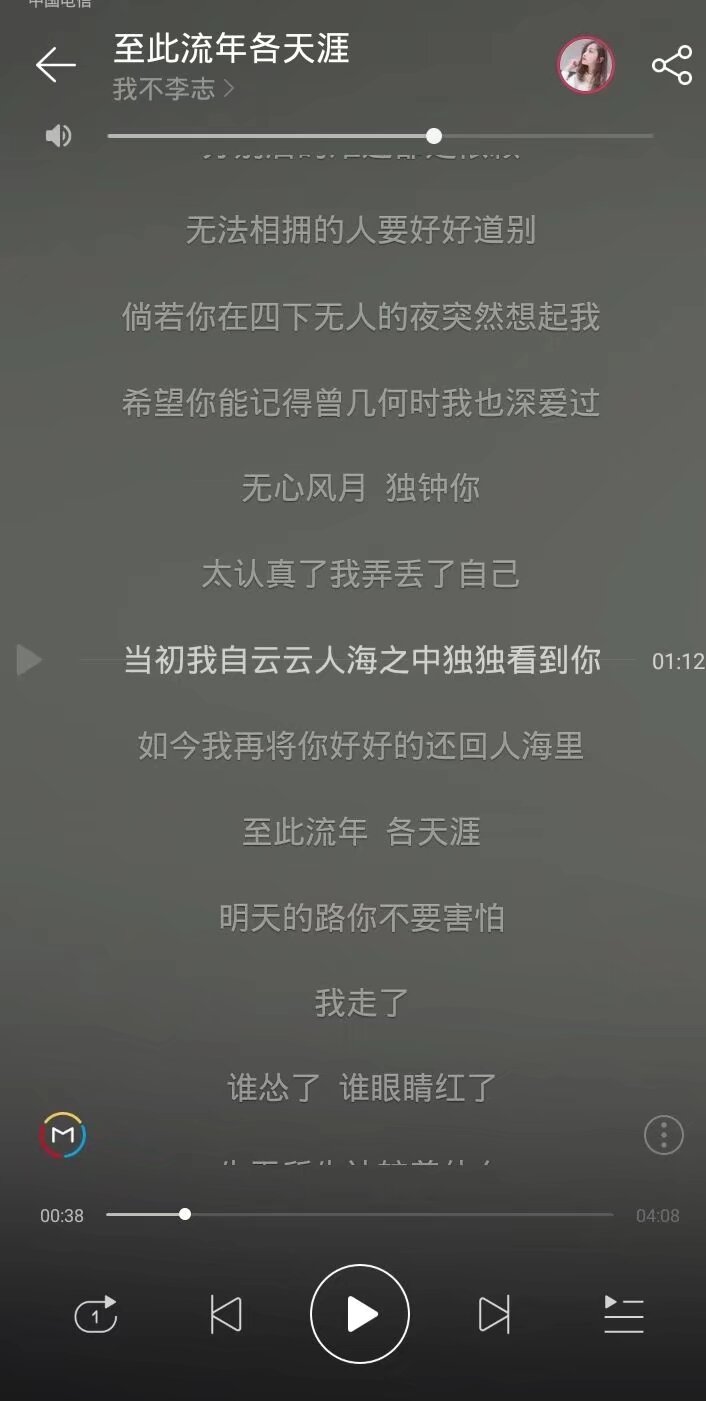 中国电信
至此流年各天涯
我不李志
无法相拥的人要好好道别
倘若你在四下无人的夜突然想起我
希望你能记得曾几何时我也深爱过
无心风月 独钟你
太认真了我弄丢了自己
当初我自云云人海之中独独看到你
01:12
如今我再将你好好的还回人海里
至此流年 各天涯
明天的路你不要害怕
我走了
谁怂了 谁眼睛红了
M
00:38
04:08
1